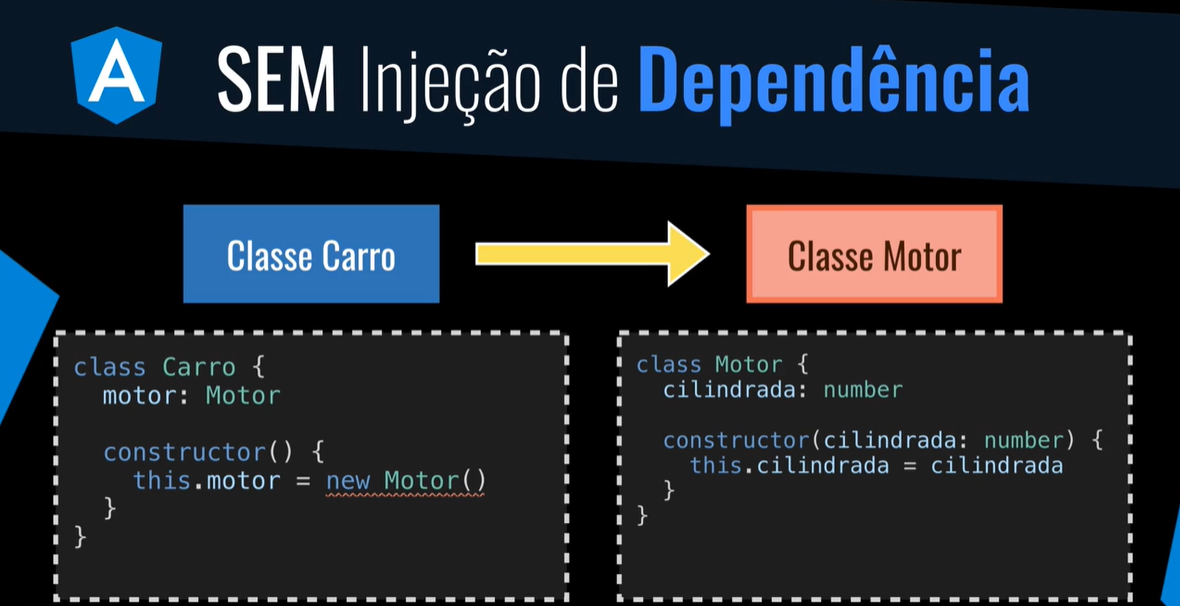 A
SEM Injeção de Dependência
Classe Carro
Classe Motor
class Carro {
motor: Motor
constructor() {
this.motor = new Motor()
}
}
class Motor {
cilindrada: number
constructor(cilindrada: number) {
this.cilindrada = cilindrada
}
}